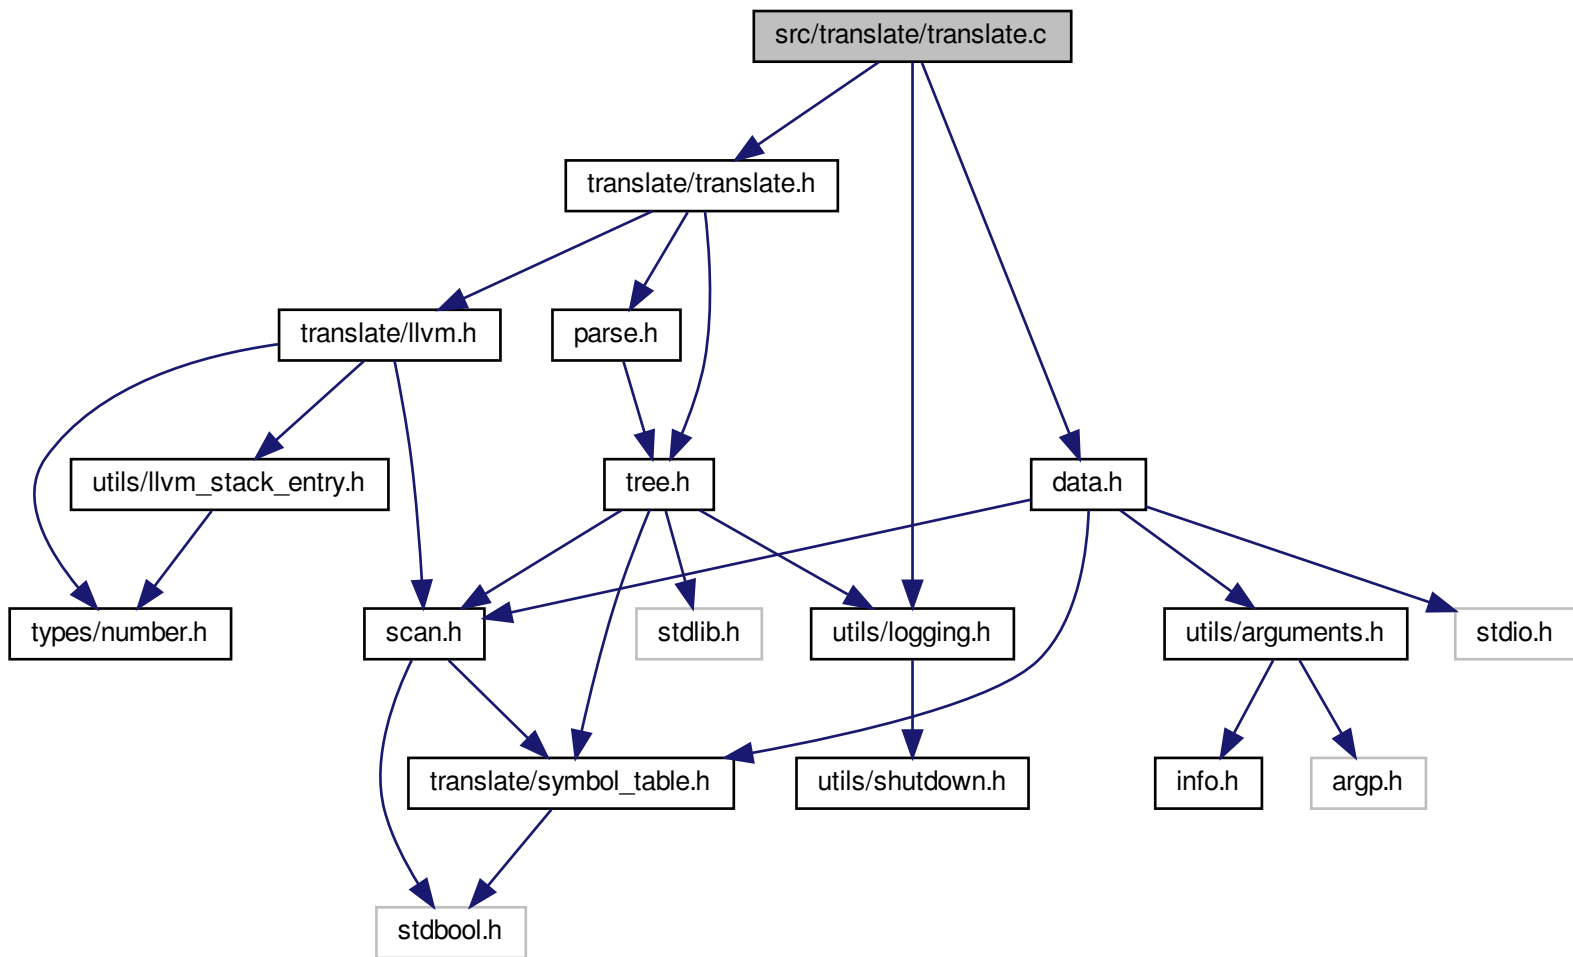 src/translate/translate.c
translate/translate.h
translate/llvm.h
parse.h
utils/llvm_stack_entry.h
tree.h
data.h
types/number.h
scan.h
stdlib.h
utils/logging.h
utils/arguments.h
stdio.h
translate/symbol_table.h
utils/shutdown.h
info.h
argp.h
stdbool.h